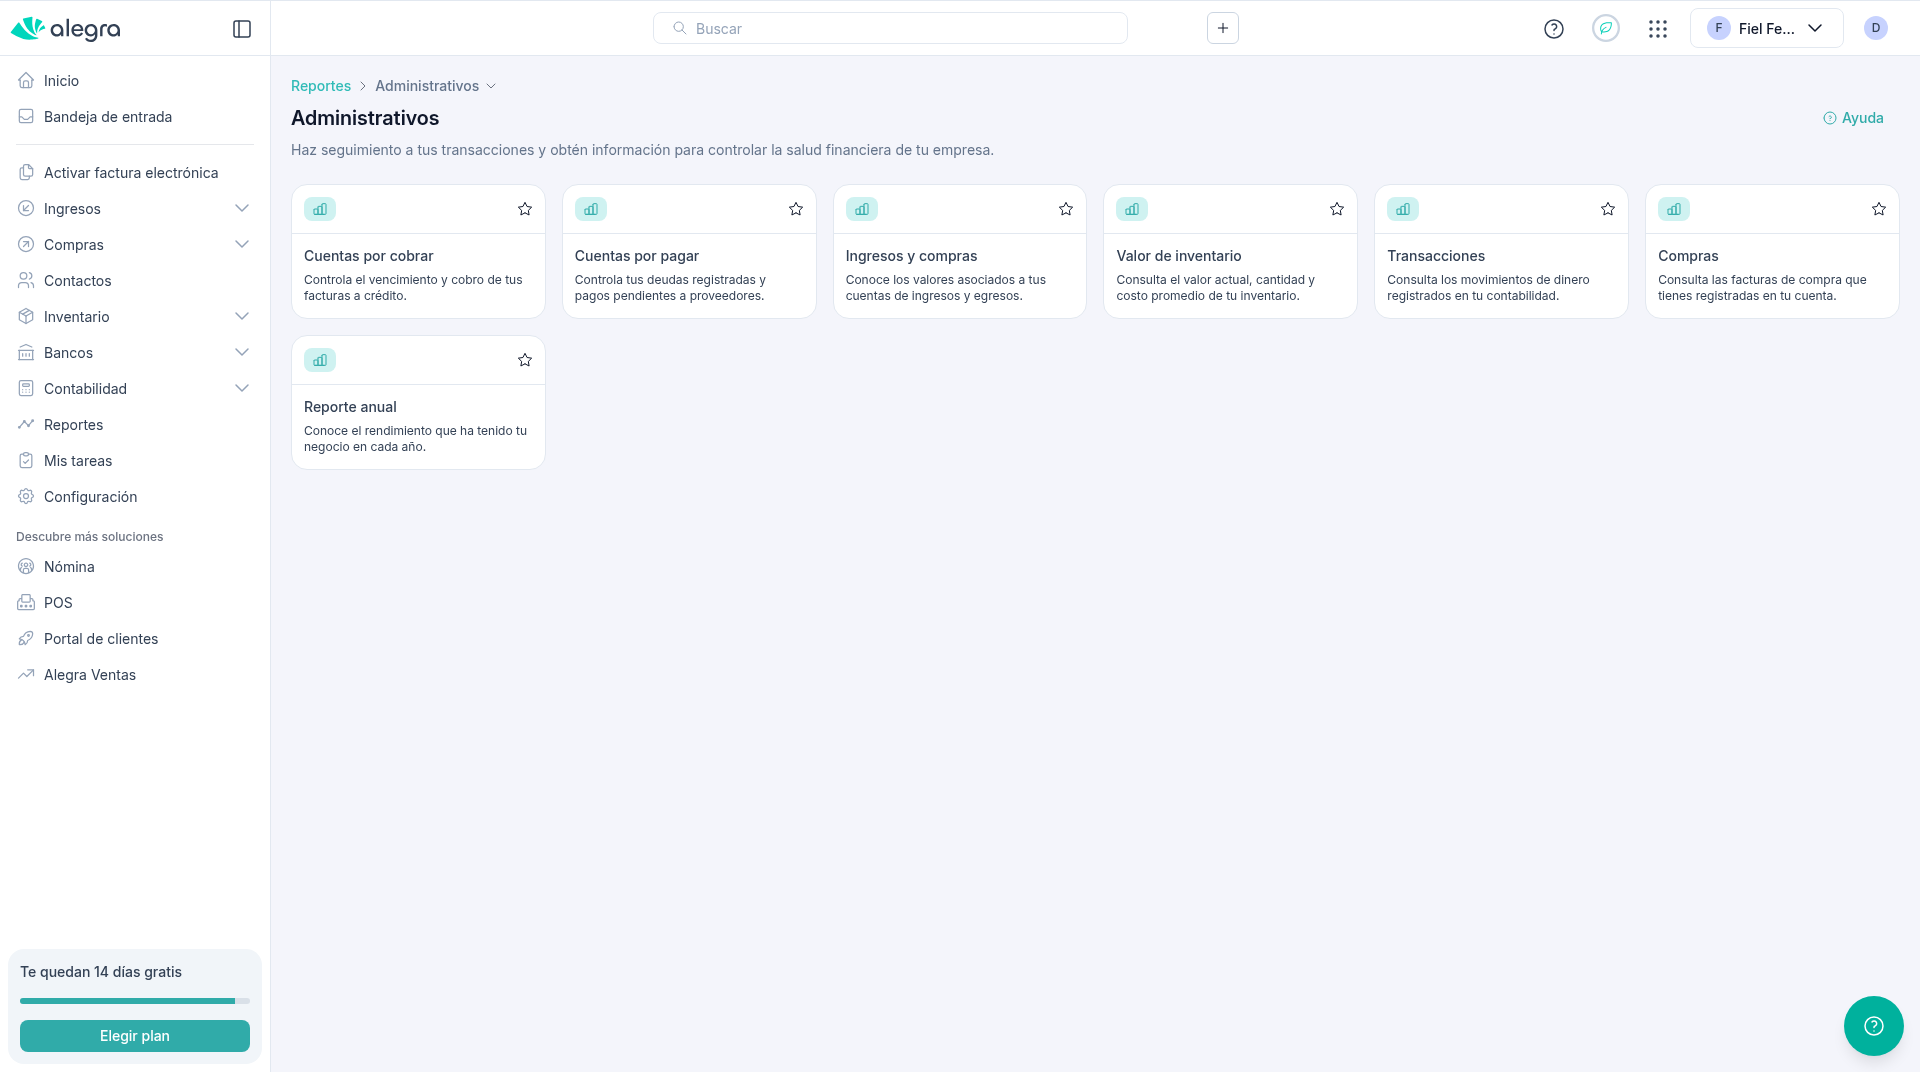 alegra
Buscar
F
Fiel Fe...
D
Inicio
Bandeja de entrada
Activar factura electrónica
Ingresos
Compras
Contactos
Inventario
Bancos
Contabilidad
Reportes
Mis tareas
Configuración
Descubre más soluciones
Nómina
POS
Portal de clientes
Alegra Ventas
Te quedan 14 días gratis
Elegir plan
Reportes
Administrativos
Administrativos
Ayuda
Haz seguimiento a tus transacciones y obtén información para controlar la salud financiera de tu empresa.
Cuentas por cobrar
Controla el vencimiento y cobro de tus
facturas a crédito.
Cuentas por pagar
Controla tus deudas registradas y
pagos pendientes a proveedores.
Ingresos y compras
Conoce los valores asociados a tus
cuentas de ingresos y egresos.
Valor de inventario
Consulta el valor actual, cantidad y
costo promedio de tu inventario.
Transacciones
Consulta los movimientos de dinero
registrados en tu contabilidad.
Compras
Consulta las facturas de compra que
tienes registradas en tu cuenta.
Reporte anual
Conoce el rendimiento que ha tenido tu
negocio en cada año.